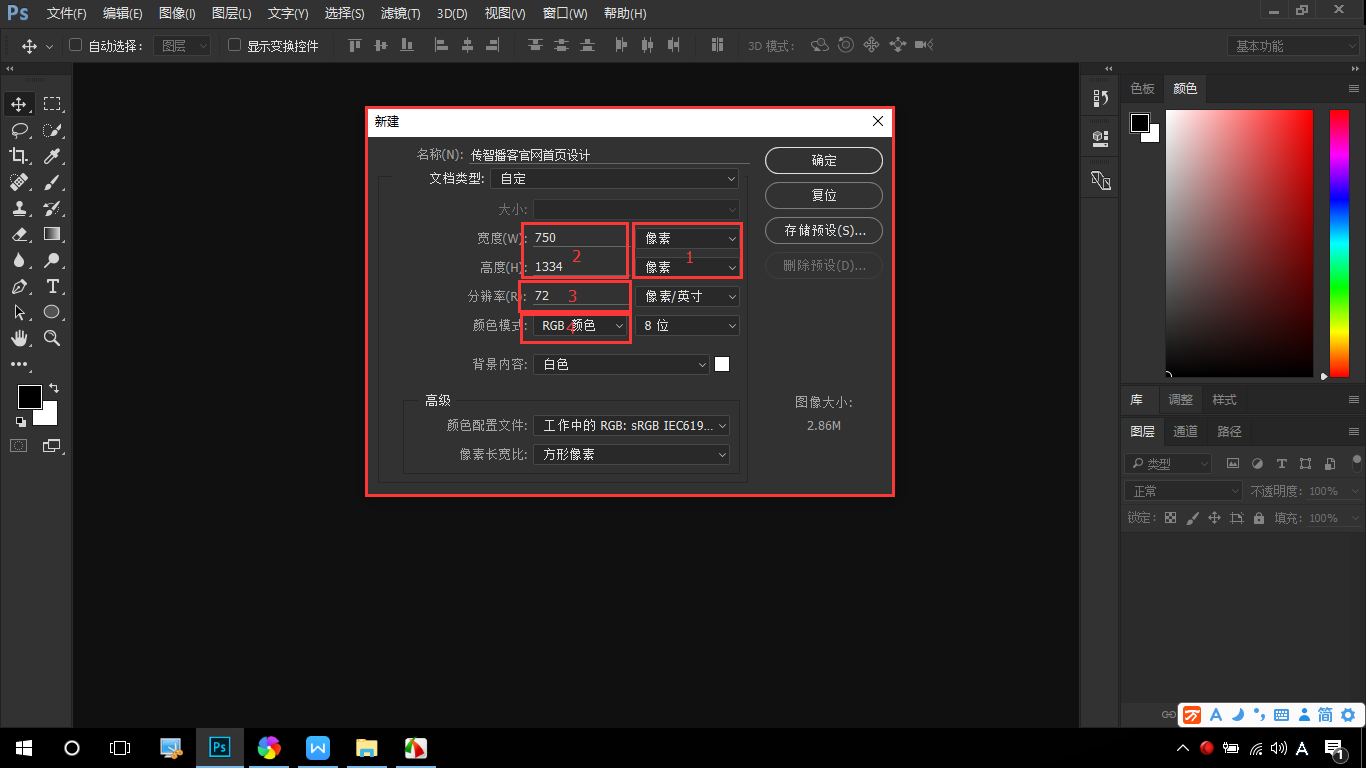 Ps 文件(F) 编辑(E) 图像(I) 图层(L) 文字(Y) 选择(S) 滤镜(T) 3D(D) 视图(V) 窗口(W) 帮助(H)
自动选择： 图层 显示变换控件 3D 模式： 基本功能
色板 颜色
新建
名称(N): 传智播客官网首页设计
确定
文档类型: 自定
复位
大小:
存储预设(S)...
宽度(W): 750 像素
2 1
高度(H): 1334 像素
删除预设(D)...
分辨率(R): 72 3 像素/英寸
颜色模式: RGB 颜色 4 8 位
背景内容: 白色
高级
图像大小:
颜色配置文件: 工作中的 RGB: sRGB IEC619...
2.86M
像素长宽比: 方形像素
库 调整 样式
图层 通道 路径
类型
正常 不透明度: 100%
锁定: 填充: 100%
万 A 简
Ps W A 1